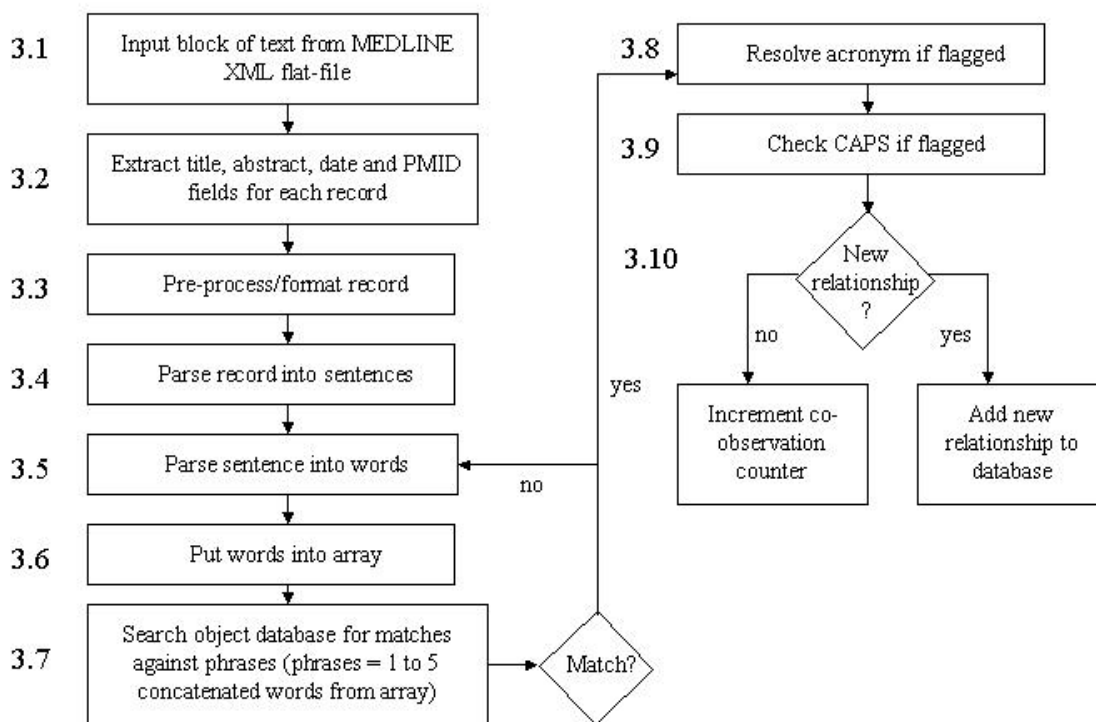 3.1
Input block of text from MEDLINE
XML flat-file
3.2
Extract title, abstract, date and PMID
fields for each record
3.3
Pre-process/format record
3.4
Parse record into sentences
3.5
Parse sentence into words
3.6
Put words into array
3.7
Search object database for matches
against phrases (phrases = 1 to 5
concatenated words from array)
Match?
no
yes
3.8
Resolve acronym if flagged
3.9
Check CAPS if flagged
3.10
New
relationship
?
no
yes
Increment co-
observation
counter
Add new
relationship to
database